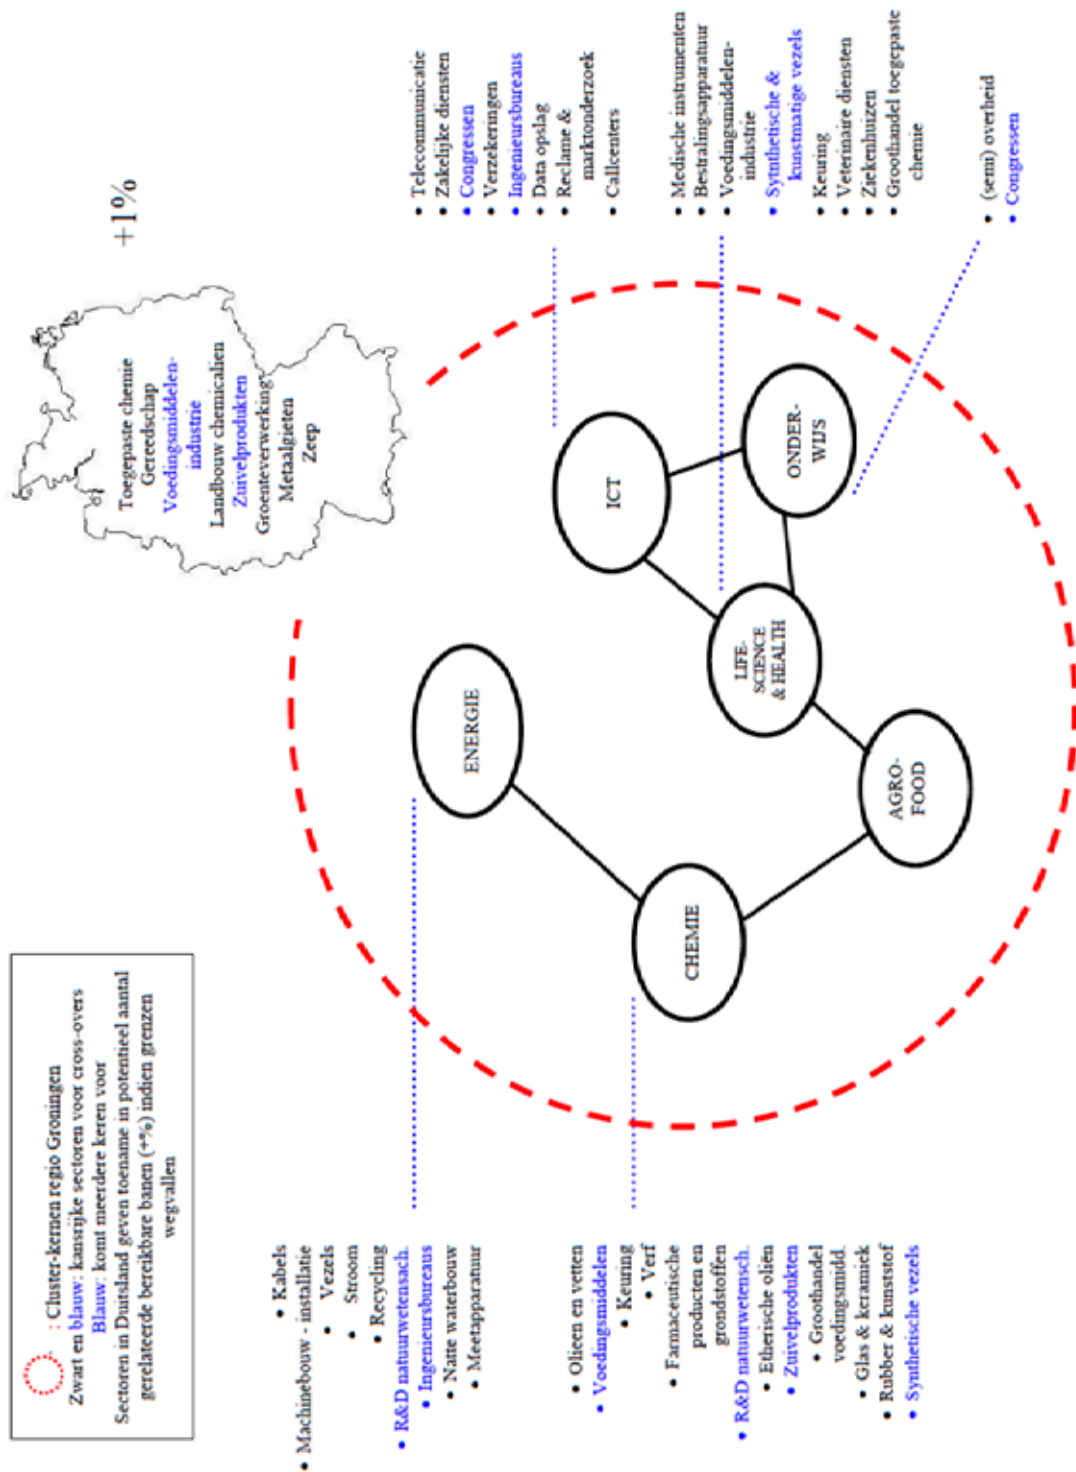 : Cluster-kernen regio Groningen
Zwart en blauw: kansrijke sectoren voor cross-overs
Blauw: komt meerdere keren voor
Sectoren in Duitsland geven toename in potentieel aantal
gerelateerde bereikbare banen (+%) indien grenzen
wegvallen
Toegepaste chemie
Gereedschap
Voedingsmiddelen-
industrie
Landbouw chemicalien
Zuivelprodukten
Groenteverwerking
Metaalgieten
Zeep
+1%
• Kabels
• Machinebouw - installatie
• Vezels
• Stroom
• Recycling
• R&D natuurwetensach.
• Ingenieursbureaus
• Natte waterbouw
• Meetapparatuur
ENERGIE
• Telecommunicatie
• Zakelijke diensten
• Congressen
• Verzekeringen
• Ingenieursbureaus
• Data opslag
• Reclame &
marktonderzoek
• Callcenters
ICT
• Olieen en vetten
• Voedingsmiddelen
• Keuring
• Verf
• Farmaceutische
producten en
grondstoffen
• R&D natuurwetensch.
• Etherische oliën
• Zuivelprodukten
• Groothandel
voedingsmidd.
• Glas & keramiek
• Rubber & kunststof
• Synthetische vezels
CHEMIE
LIFE-
SCIENCE
& HEALTH
ONDER-
WIJS
AGRO-
FOOD
• Medische instrumenten
• Bestralingsapparatuur
• Voedingsmiddelen-
industrie
• Sytnthetische &
kunstmatige vezels
• Keuring
• Veterinaire diensten
• Ziekenhuizen
• Groothandel toegepaste
chemie
• (semi) overheid
• Congressen